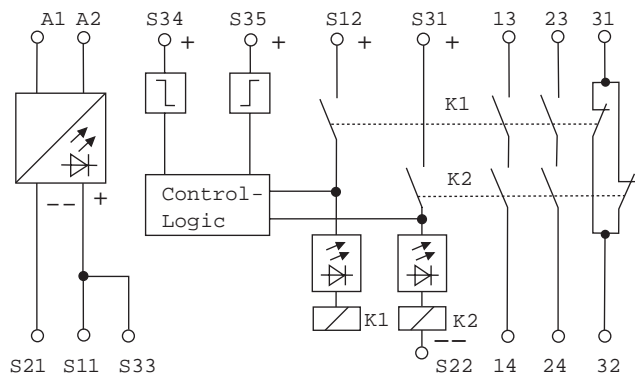 A1 A2 S34 S35 S12 S31 13 23 31
+ + + +
K1
K2
Control-
Logic
-- +
K1 K2
--
S21 S11 S33 S22 14 24 32